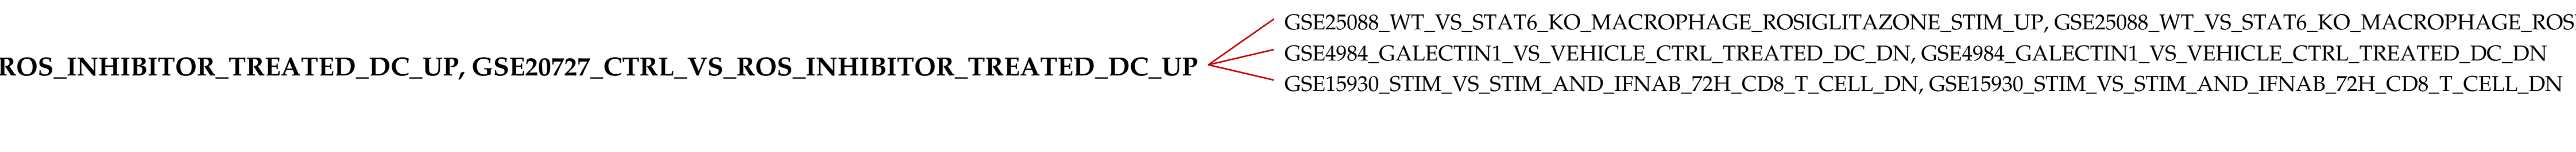 ROS_INHIBITOR_TREATED_DC_UP, GSE20727_CTRL_VS_ROS_INHIBITOR_TREATED_DC_UP
GSE25088_WT_VS_STAT6_KO_MACROPHAGE_ROSIGLITAZONE_STIM_UP, GSE25088_WT_VS_STAT6_KO_MACROPHAGE_ROS
GSE4984_GALECTIN1_VS_VEHICLE_CTRL_TREATED_DC_DN, GSE4984_GALECTIN1_VS_VEHICLE_CTRL_TREATED_DC_DN
GSE15930_STIM_VS_STIM_AND_IFNAB_72H_CD8_T_CELL_DN, GSE15930_STIM_VS_STIM_AND_IFNAB_72H_CD8_T_CELL_DN